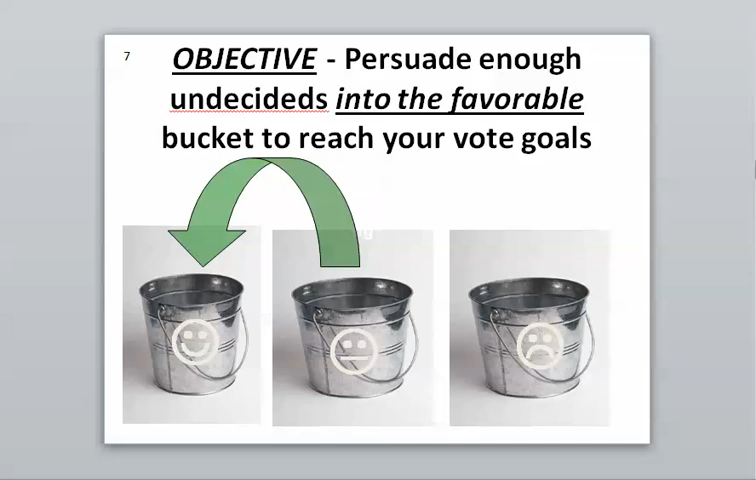 7
OBJECTIVE - Persuade enough
undecideds into the favorable
bucket to reach your vote goals